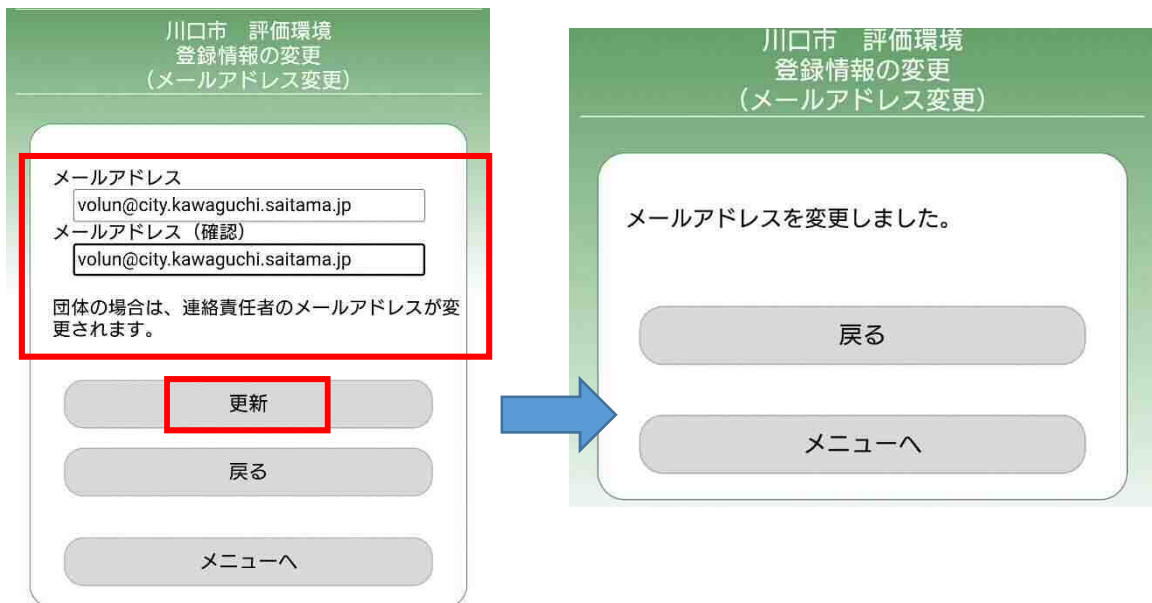 川口市　評価環境
登録情報の変更
（メールアドレス変更）
メールアドレス
volun@city.kawaguchi.saitama.jp
メールアドレス（確認）
volun@city.kawaguchi.saitama.jp
団体の場合は、連絡責任者のメールアドレスが変
更されます。
更新
戻る
メニューへ
川口市　評価環境
登録情報の変更
（メールアドレス変更）
メールアドレスを変更しました。
戻る
メニューへ